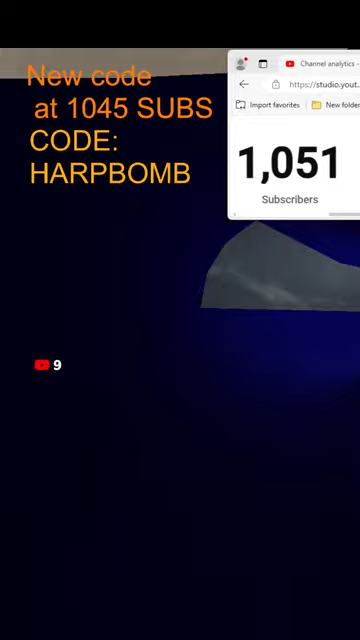 New code
at 1045 SUBS
CODE:
HARPBOMB
Channel analytics -
https://studio.yout..
Import favorites
New folder
1,051
Subscribers
9